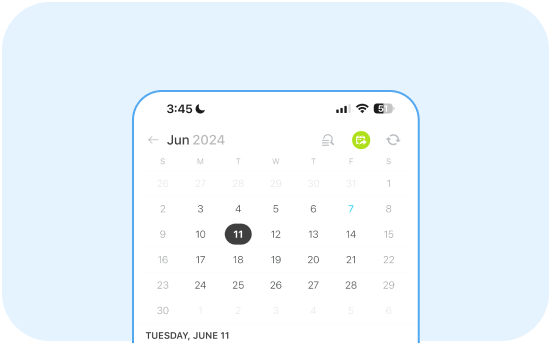 3:45 51
Jun 2024
S M T W T F S
26 27 28 29 30 31 1
2 3 4 5 6 7 8
9 10 11 12 13 14 15
16 17 18 19 20 21 22
23 24 25 26 27 28 29
30 1 2 3 4 5 6
TUESDAY, JUNE 11